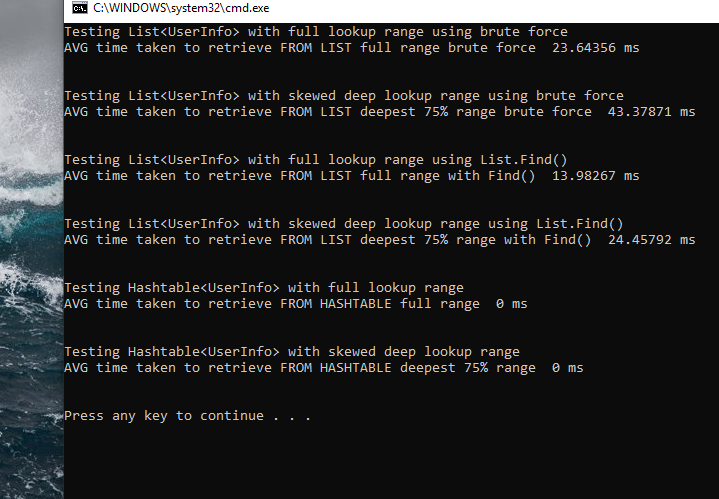 C:\WINDOWS\system32\cmd.exe
Testing List<UserInfo> with full lookup range using brute force
AVG time taken to retrieve FROM LIST full range brute force  23.64356 ms
Testing List<UserInfo> with skewed deep lookup range using brute force
AVG time taken to retrieve FROM LIST deepest 75% range brute force  43.37871 ms
Testing List<UserInfo> with full lookup range using List.Find()
AVG time taken to retrieve FROM LIST full range with Find()  13.98267 ms
Testing List<UserInfo> with skewed deep lookup range using List.Find()
AVG time taken to retrieve FROM LIST deepest 75% range with Find()  24.45792 ms
Testing Hashtable<UserInfo> with full lookup range
AVG time taken to retrieve FROM HASHTABLE full range  0 ms
Testing Hashtable<UserInfo> with skewed deep lookup range
AVG time taken to retrieve FROM HASHTABLE deepest 75% range  0 ms
Press any key to continue . . .